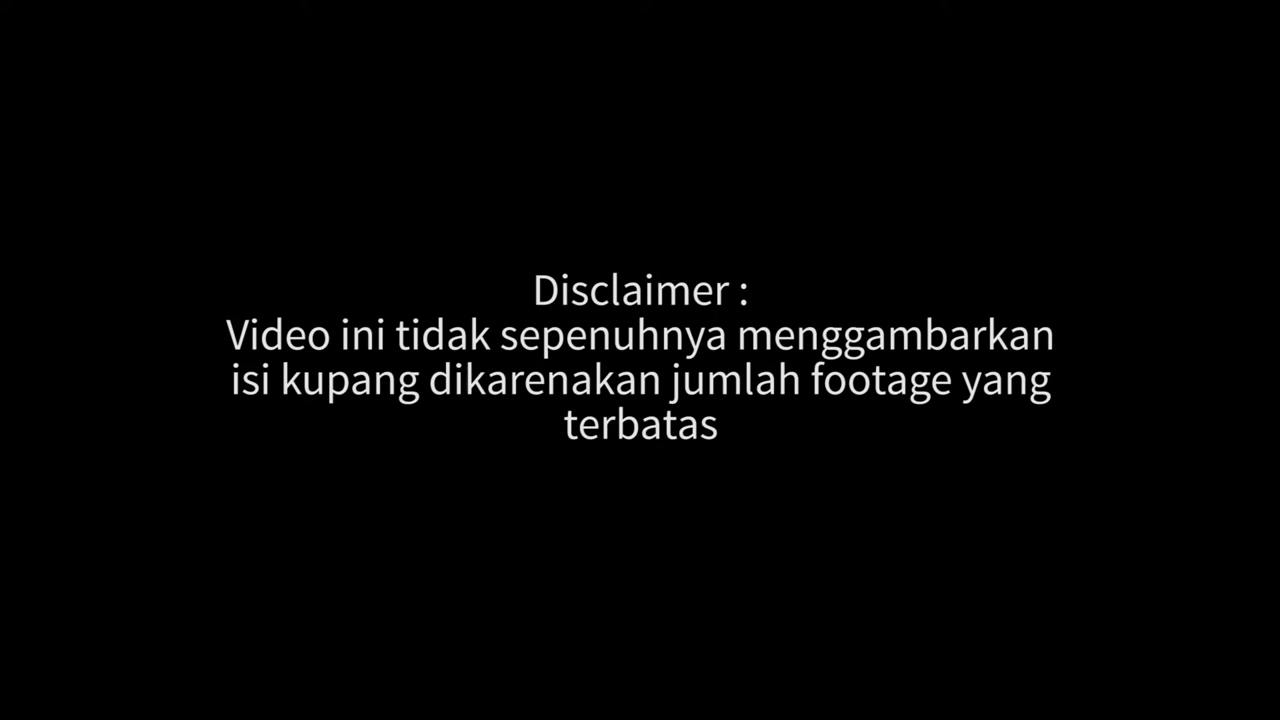 Disclaimer :
Video ini tidak sepenuhnya menggambarkan
isi kupang dikarenakan jumlah footage yang
terbatas